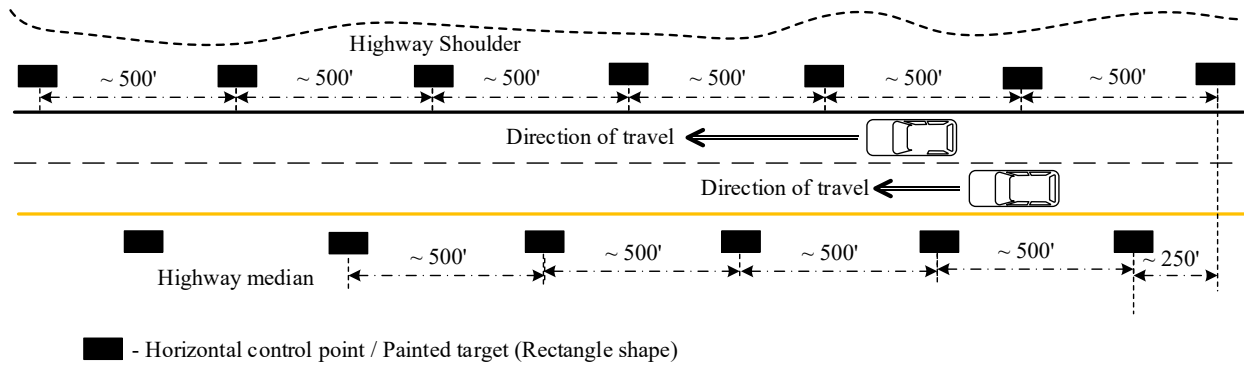 Highway Shoulder
~ 500' ~ 500' ~ 500' ~ 500' ~ 500' ~ 500'
Direction of travel
Direction of travel
~ 500' ~ 500' ~ 500' ~ 500' ~ 250'
Highway median
- Horizontal control point / Painted target (Rectangle shape)